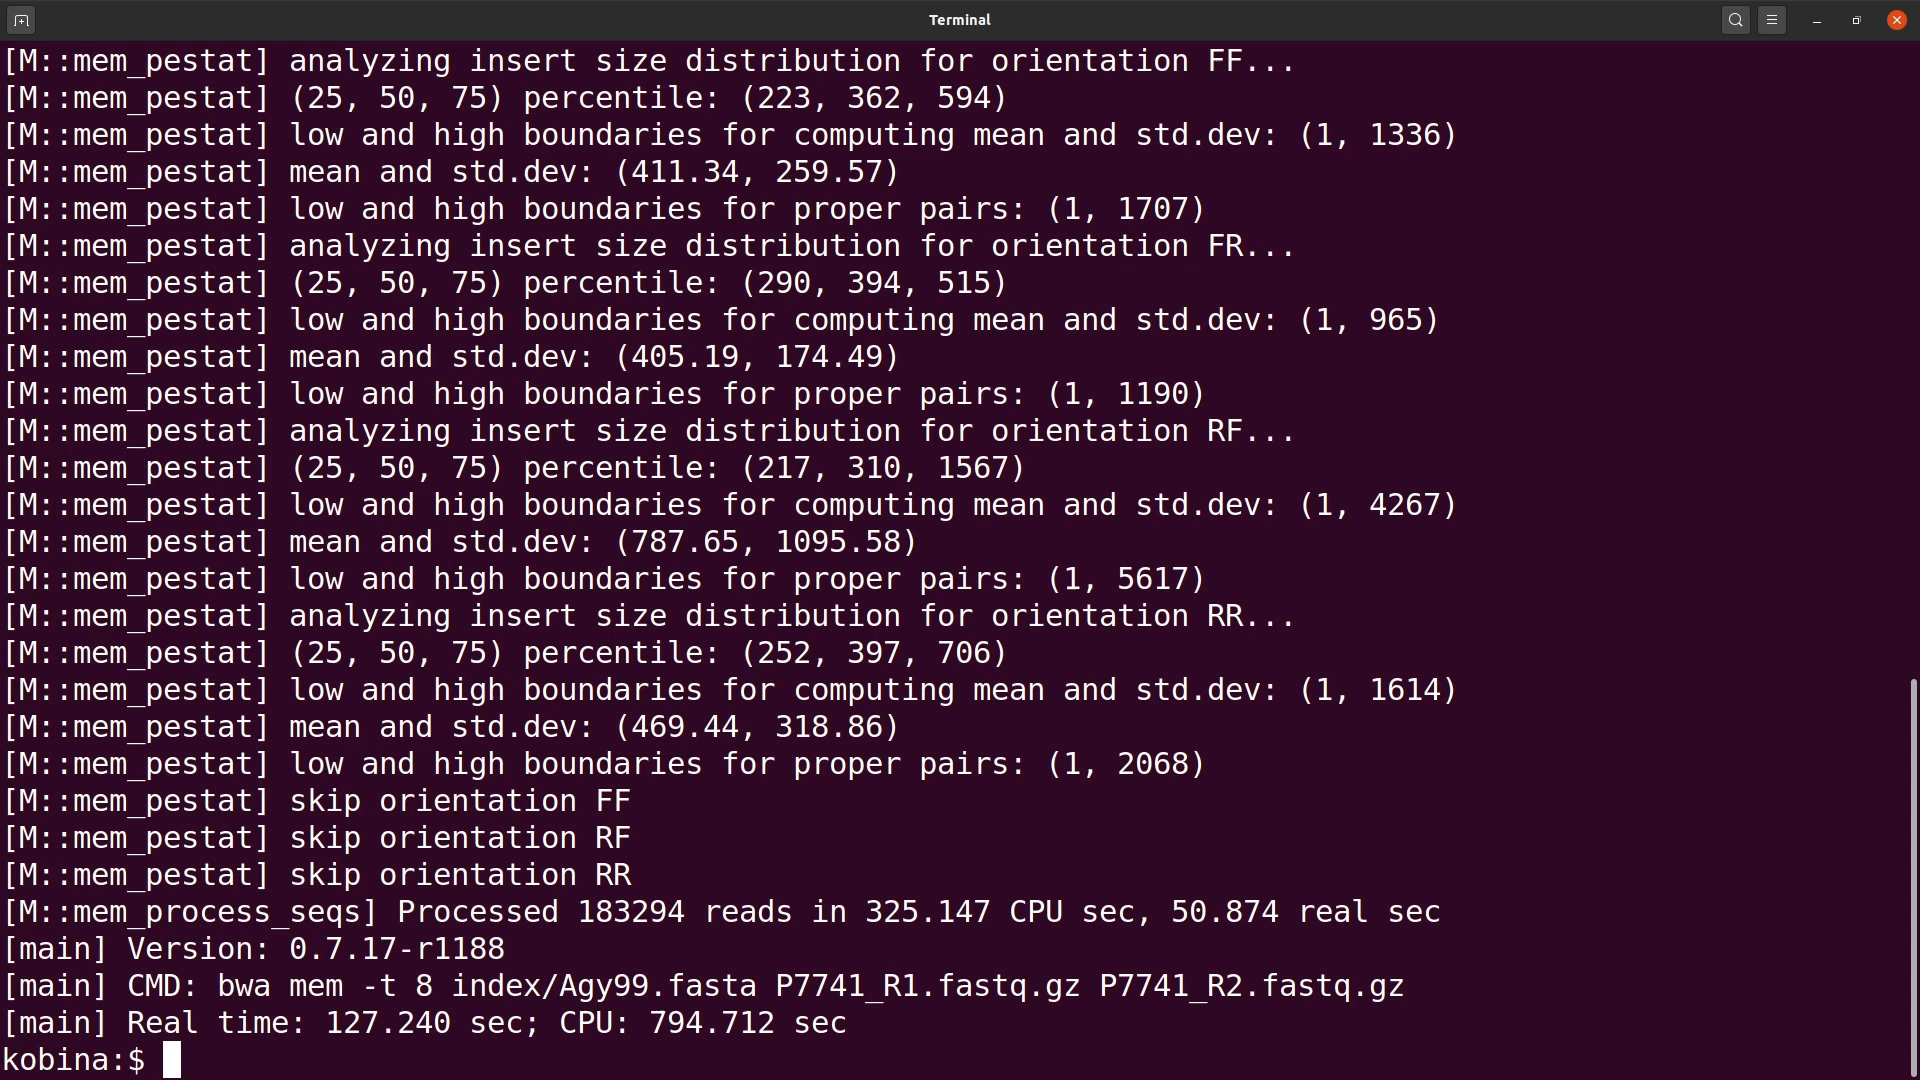 Terminal
[M::mem_pestat] analyzing insert size distribution for orientation FF...
[M::mem_pestat] (25, 50, 75) percentile: (223, 362, 594)
[M::mem_pestat] low and high boundaries for computing mean and std.dev: (1, 1336)
[M::mem_pestat] mean and std.dev: (411.34, 259.57)
[M::mem_pestat] low and high boundaries for proper pairs: (1, 1707)
[M::mem_pestat] analyzing insert size distribution for orientation FR...
[M::mem_pestat] (25, 50, 75) percentile: (290, 394, 515)
[M::mem_pestat] low and high boundaries for computing mean and std.dev: (1, 965)
[M::mem_pestat] mean and std.dev: (405.19, 174.49)
[M::mem_pestat] low and high boundaries for proper pairs: (1, 1190)
[M::mem_pestat] analyzing insert size distribution for orientation RF...
[M::mem_pestat] (25, 50, 75) percentile: (217, 310, 1567)
[M::mem_pestat] low and high boundaries for computing mean and std.dev: (1, 4267)
[M::mem_pestat] mean and std.dev: (787.65, 1095.58)
[M::mem_pestat] low and high boundaries for proper pairs: (1, 5617)
[M::mem_pestat] analyzing insert size distribution for orientation RR...
[M::mem_pestat] (25, 50, 75) percentile: (252, 397, 706)
[M::mem_pestat] low and high boundaries for computing mean and std.dev: (1, 1614)
[M::mem_pestat] mean and std.dev: (469.44, 318.86)
[M::mem_pestat] low and high boundaries for proper pairs: (1, 2068)
[M::mem_pestat] skip orientation FF
[M::mem_pestat] skip orientation RF
[M::mem_pestat] skip orientation RR
[M::mem_process_seqs] Processed 183294 reads in 325.147 CPU sec, 50.874 real sec
[main] Version: 0.7.17-r1188
[main] CMD: bwa mem -t 8 index/Agy99.fasta P7741_R1.fastq.gz P7741_R2.fastq.gz
[main] Real time: 127.240 sec; CPU: 794.712 sec
kobina:$